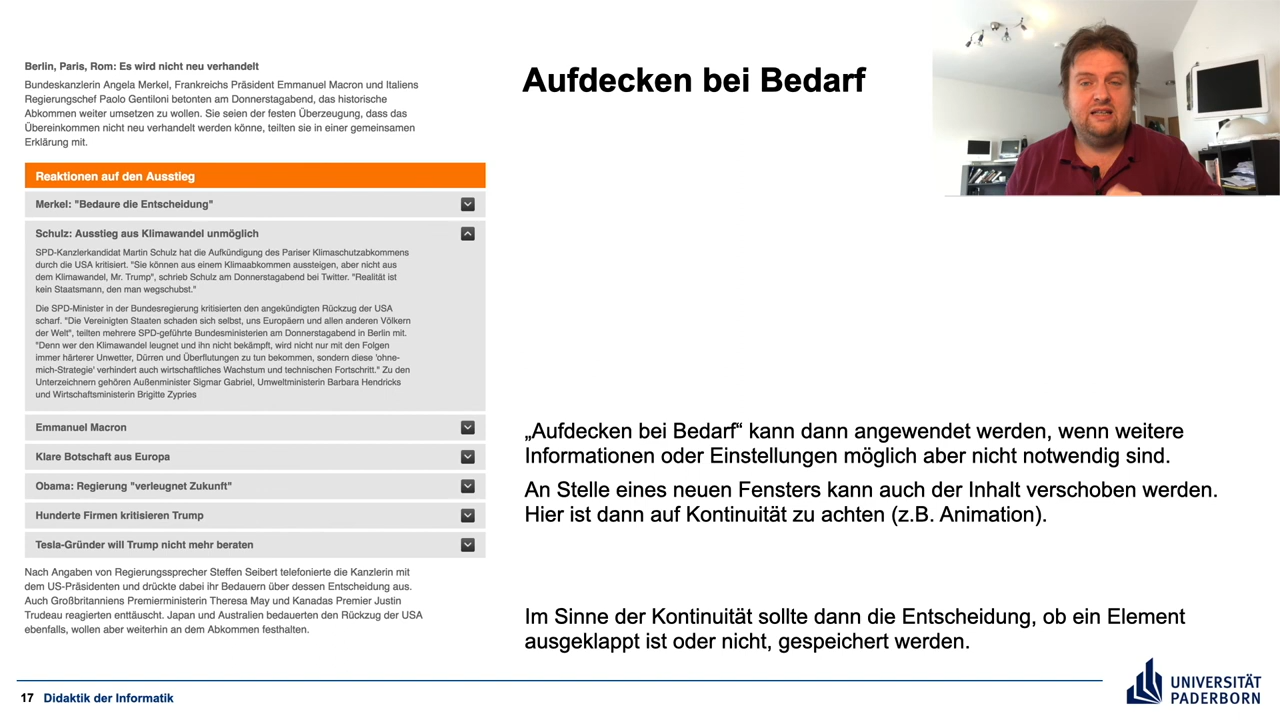 Berlin, Paris, Rom: Es wird nicht neu verhandelt
Bundeskanzlerin Angela Merkel, Frankreichs Präsident Emmanuel Macron und Italiens
Regierungschef Paolo Gentiloni betonten am Donnerstagabend, das historische
Abkommen weiter umsetzen zu wollen. Sie seien der festen Überzeugung, dass das
Übereinkommen nicht neu verhandelt werden könne, teilten sie in einer gemeinsamen
Erklärung mit.
Reaktionen auf den Ausstieg
Merkel: "Bedaure die Entscheidung"
Schulz: Ausstieg aus Klimawandel unmöglich
SPD-Kanzlerkandidat Martin Schulz hat die Aufkündigung des Pariser Klimaschutzabkommens
durch die USA kritisiert. "Sie können aus einem Klimaabkommen aussteigen, aber nicht aus
dem Klimawandel, Mr. Trump", schrieb Schulz am Donnerstagabend bei Twitter. "Realität ist
kein Staatsmann, den man wegschubst."
Die SPD-Minister in der Bundesregierung kritisierten den angekündigten Rückzug der USA
scharf. "Die Vereinigten Staaten schaden sich selbst, uns Europäern und allen anderen Völkern
der Welt", teilten mehrere SPD-geführte Bundesministerien am Donnerstagabend in Berlin mit.
"Denn wer den Klimawandel leugnet und ihn nicht bekämpft, wird nicht nur mit den Folgen
immer härterer Unwetter, Dürren und Überflutungen zu tun bekommen, sondern diese 'ohne-
mich-Strategie' verhindert auch wirtschaftliches Wachstum und technischen Fortschritt." Zu den
Unterzeichnern gehören Außenminister Sigmar Gabriel, Umweltministerin Barbara Hendricks
und Wirtschaftsministerin Brigitte Zypries
Emmanuel Macron
Klare Botschaft aus Europa
Obama: Regierung "verleugnet Zukunft"
Hunderte Firmen kritisieren Trump
Tesla-Gründer will Trump nicht mehr beraten
Nach Angaben von Regierungssprecher Steffen Seibert telefonierte die Kanzlerin mit
dem US-Präsidenten und drückte dabei ihr Bedauern über dessen Entscheidung aus.
Auch Großbritanniens Premierministerin Theresa May und Kanadas Premier Justin
Trudeau reagierten enttäuscht. Japan und Australien bedauerten den Rückzug der USA
ebenfalls, wollen aber weiterhin an dem Abkommen festhalten.
Aufdecken bei Bedarf
„Aufdecken bei Bedarf“ kann dann angewendet werden, wenn weitere
Informationen oder Einstellungen möglich aber nicht notwendig sind.
An Stelle eines neuen Fensters kann auch der Inhalt verschoben werden.
Hier ist dann auf Kontinuität zu achten (z.B. Animation).
Im Sinne der Kontinuität sollte dann die Entscheidung, ob ein Element
ausgeklappt ist oder nicht, gespeichert werden.
17 Didaktik der Informatik
UNIVERSITÄT
PADERBORN